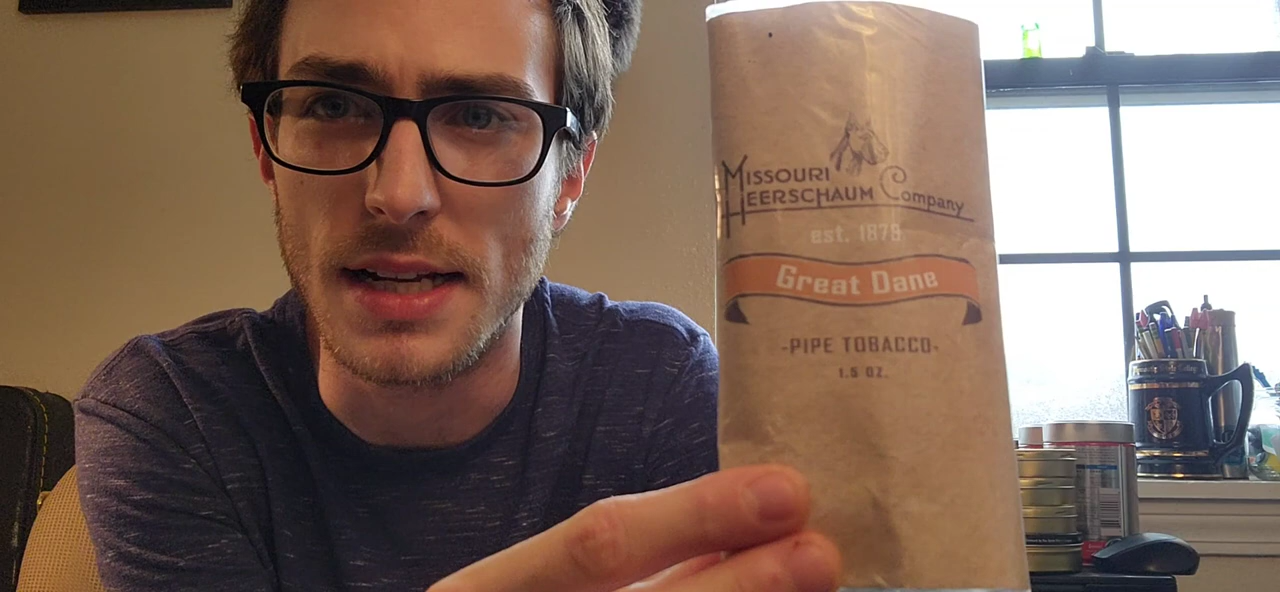 MISSOURI
MEERSCHAUM Company
est. 1878
Great Dane
-PIPE TOBACCO-
1.5 OZ.